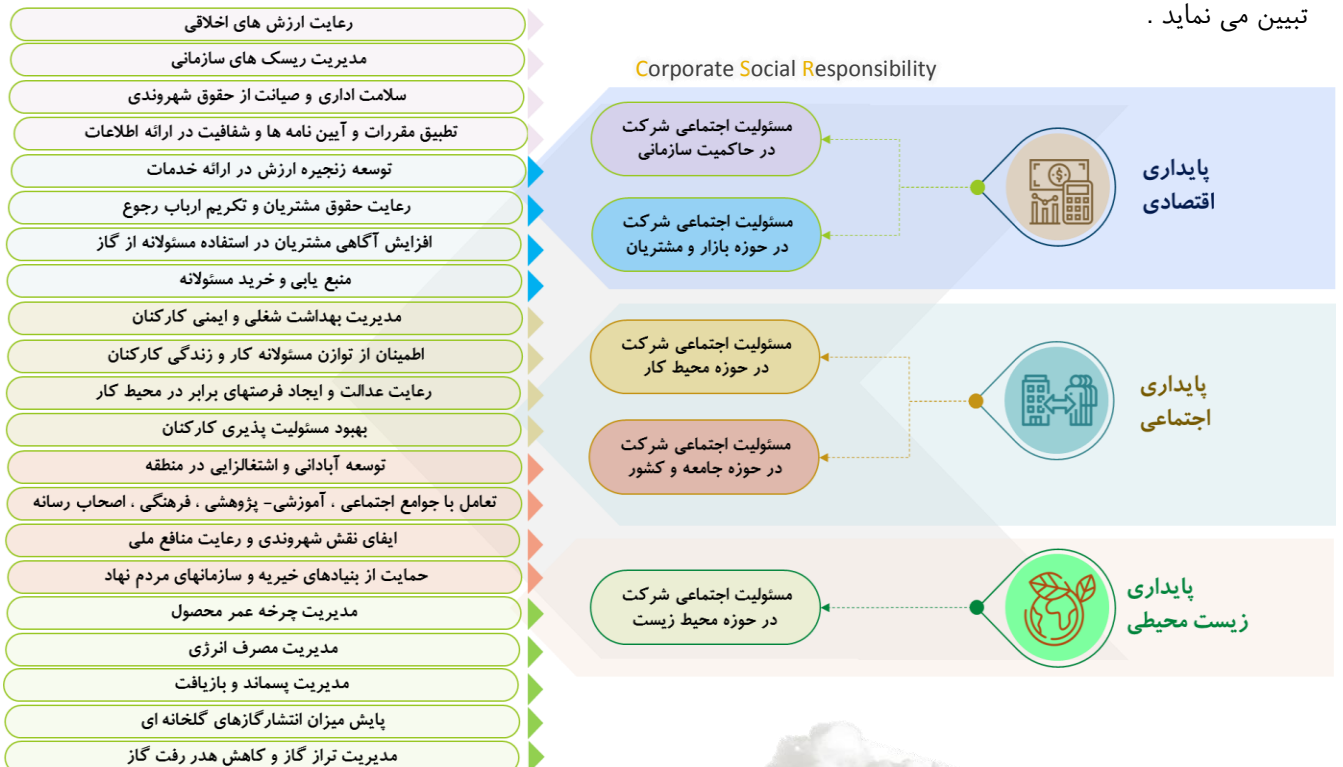 تبیین می نماید .
Corporate Social Responsibility
پایداری
اقتصادی
مسئولیت اجتماعی شرکت
در حاکمیت سازمانی
مسئولیت اجتماعی شرکت
در حوزه بازار و مشتریان
پایداری
اجتماعی
مسئولیت اجتماعی شرکت
در حوزه محیط کار
مسئولیت اجتماعی شرکت
در حوزه جامعه و کشور
پایداری
زیست محیطی
مسئولیت اجتماعی شرکت
در حوزه محیط زیست
رعایت ارزش های اخلاقی
مدیریت ریسک های سازمانی
سلامت اداری و صیانت از حقوق شهروندی
تطبیق مقررات و آیین نامه ها و شفافیت در ارائه اطلاعات
توسعه زنجیره ارزش در ارائه خدمات
رعایت حقوق مشتریان و تکریم ارباب رجوع
افزایش آگاهی مشتریان در استفاده مسئولانه از گاز
منبع یابی و خرید مسئولانه
مدیریت بهداشت شغلی و ایمنی کارکنان
اطمینان از توازن مسئولانه کار و زندگی کارکنان
رعایت عدالت و ایجاد فرصتهای برابر در محیط کار
بهبود مسئولیت پذیری کارکنان
توسعه آبادانی و اشتغالزایی در منطقه
تعامل با جوامع اجتماعی ، آموزشی- پژوهشی ، فرهنگی ، اصحاب رسانه
ایفای نقش شهروندی و رعایت منافع ملی
حمایت از بنیادهای خیریه و سازمانهای مردم نهاد
مدیریت چرخه عمر محصول
مدیریت مصرف انرژی
مدیریت پسماند و بازیافت
پایش میزان انتشارگازهای گلخانه ای
مدیریت تراز گاز و کاهش هدر رفت گاز